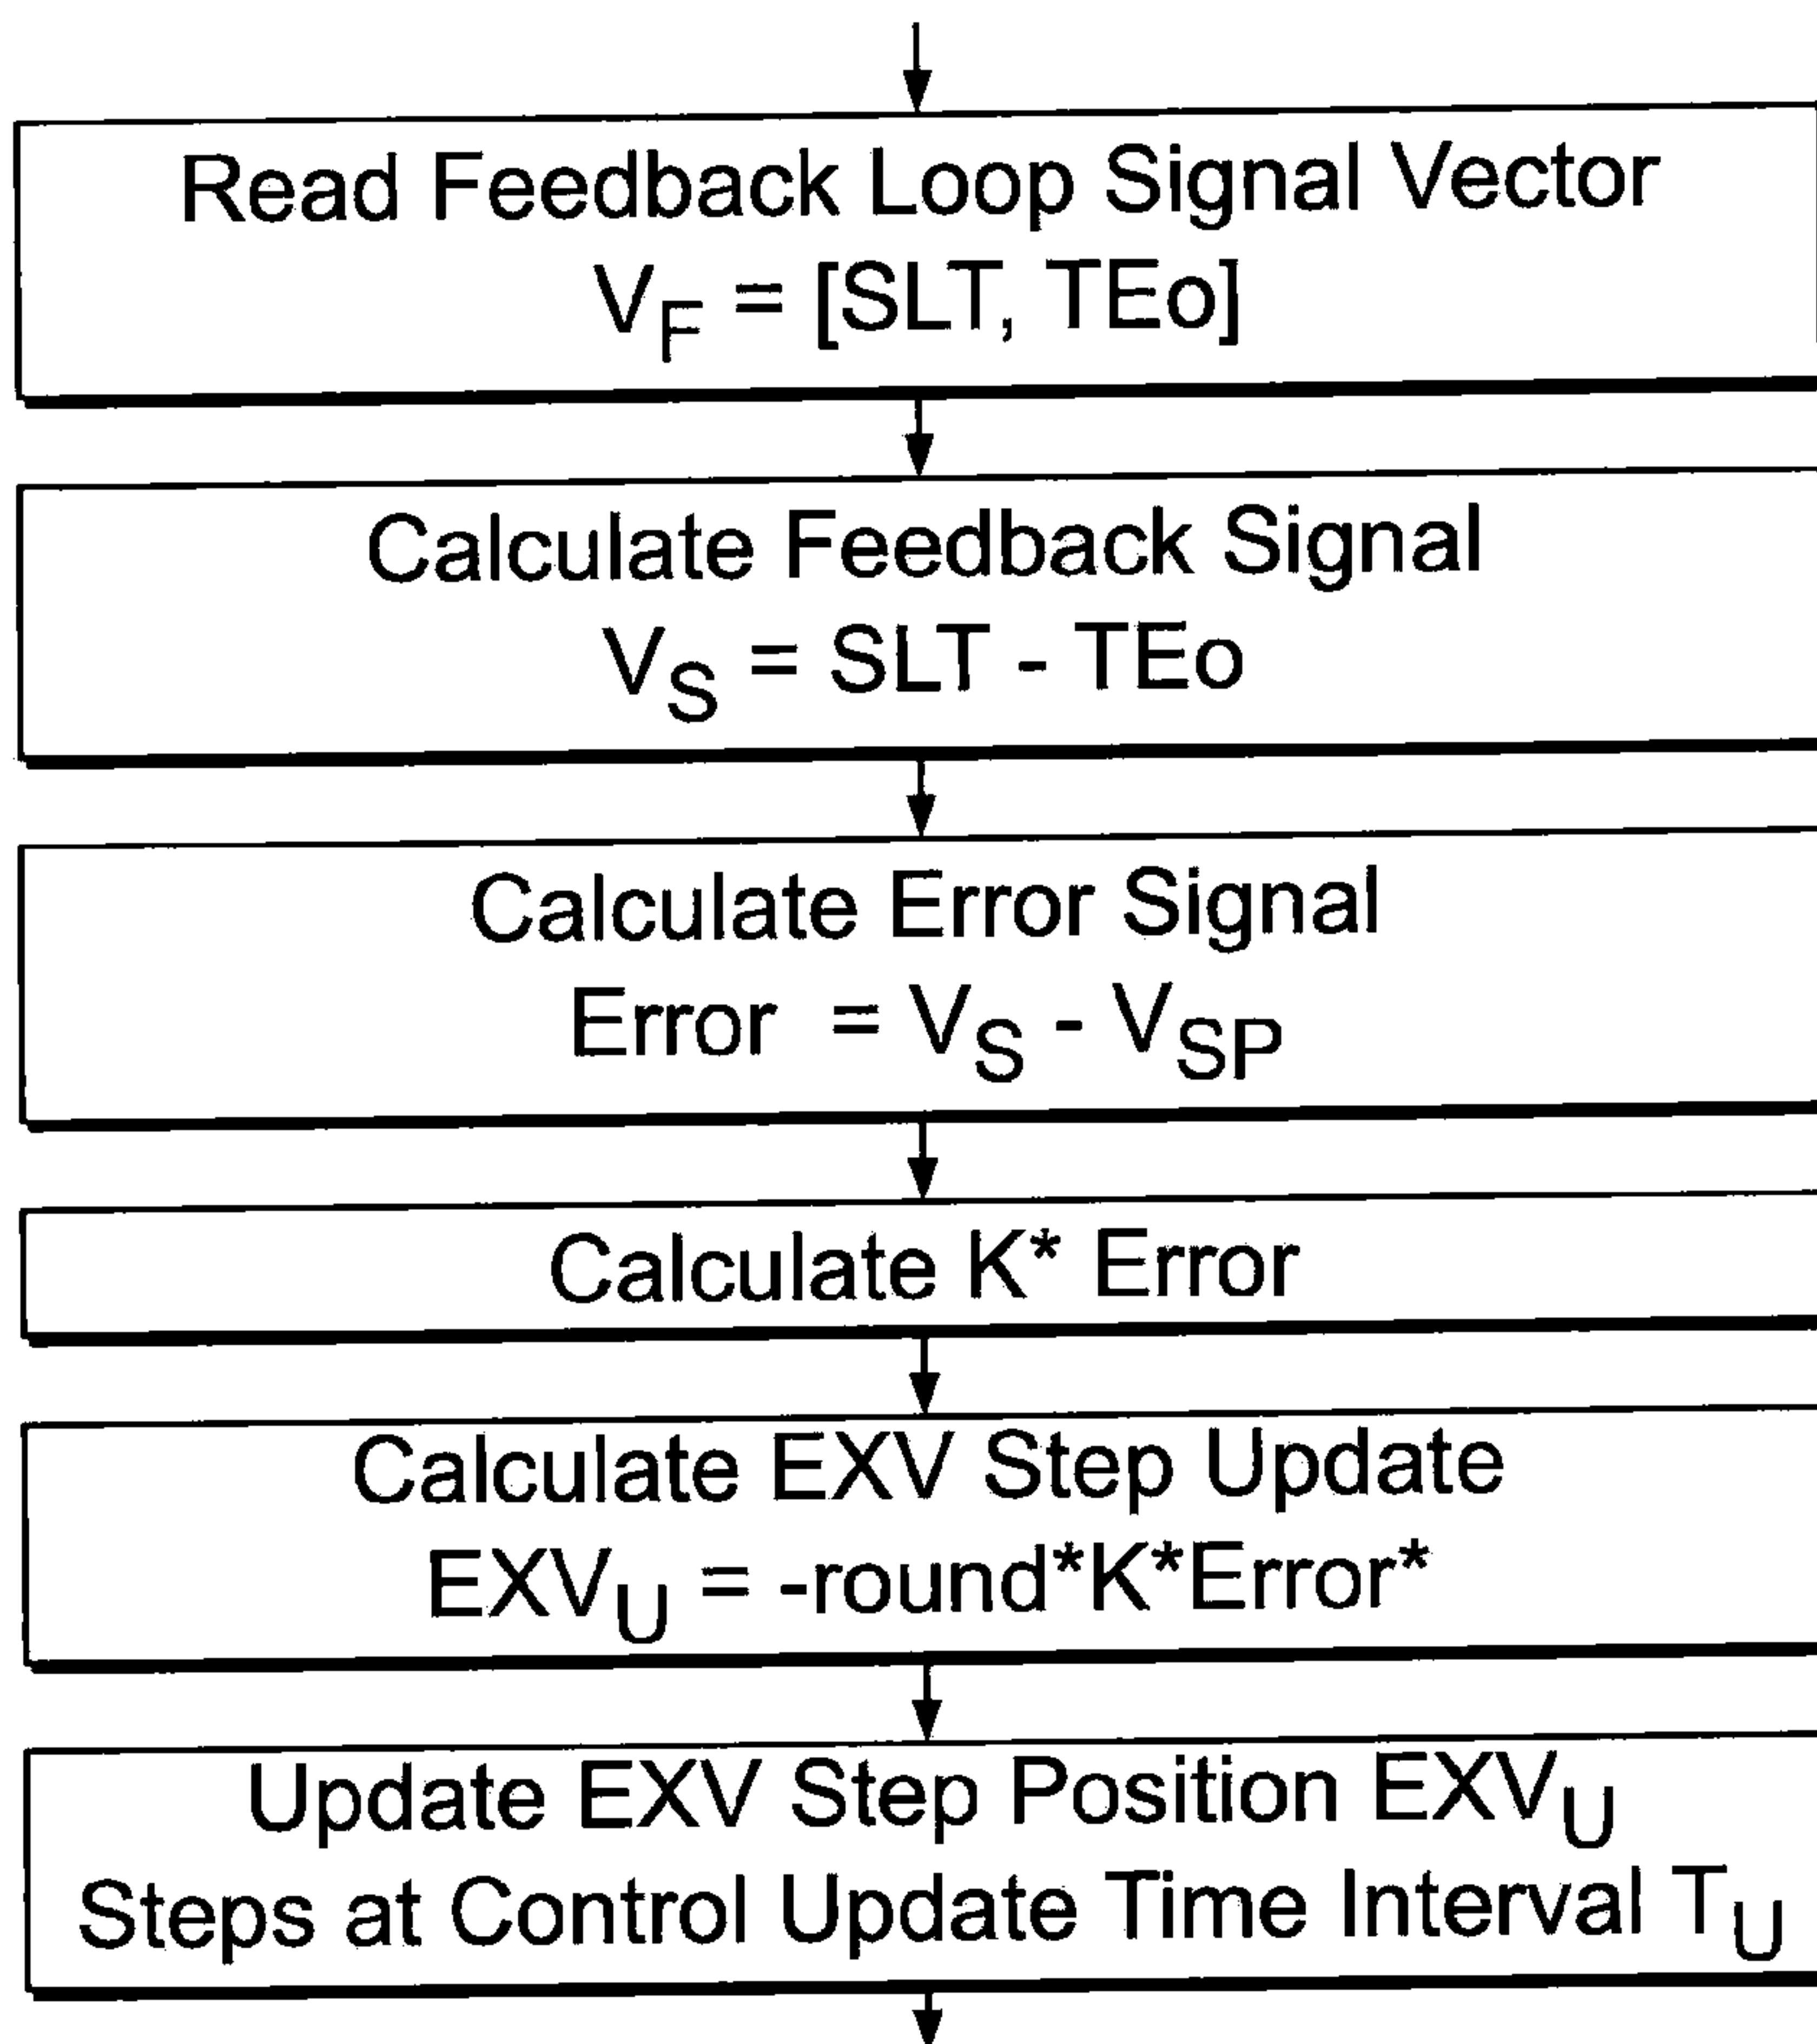 Read Feedback Loop Signal Vector
V_F = [SLT, TEo]
Calculate Feedback Signal
V_S = SLT - TEo
Calculate Error Signal
Error = V_S - V_SP
Calculate K* Error
Calculate EXV Step Update
EXV_U = -round*K*Error*
Update EXV Step Position EXV_U
Steps at Control Update Time Interval T_U